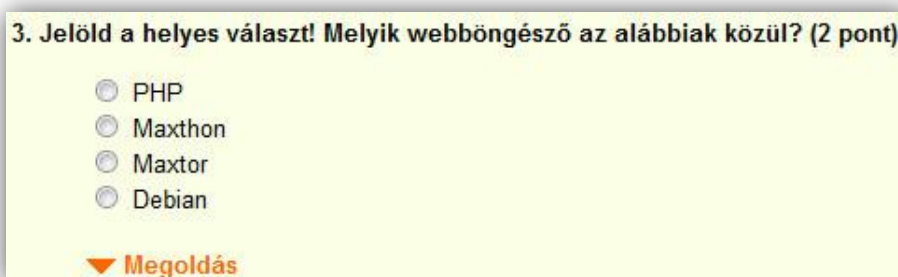 3. Jelöld a helyes választ! Melyik webböngésző az alábbiak közül? (2 pont)
PHP
Maxthon
Maxtor
Debian
Megoldás